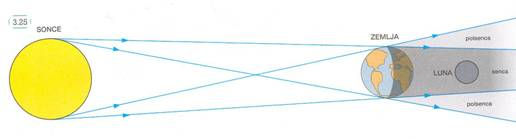 3.25
SONCE
ZEMLJA
polsenca
LUNA
senca
polsenca